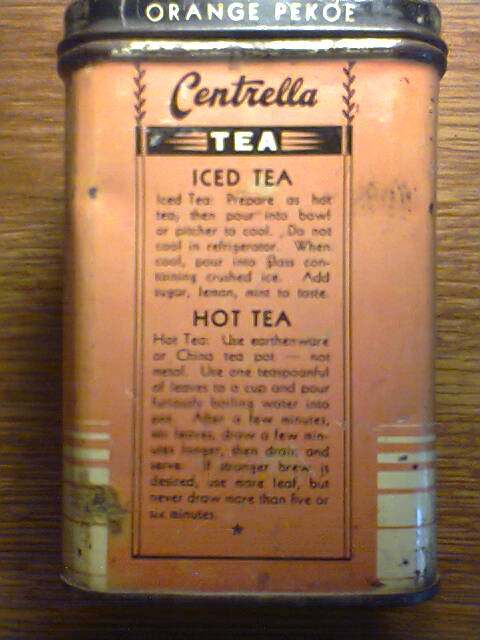 ORANGE PEKOE
Centrella
TEA
ICED TEA
Iced Tea: Prepare as hot
tea, then pour into bowl
or pitcher to cool. Do not
cool in refrigerator. When
cool, pour into glass con-
taining crushed ice. Add
sugar, lemon, mint to taste.
HOT TEA
Hot Tea: Use earthenware
or China tea pot — not
metal. Use one teaspoonful
of leaves to a cup and pour
furiously boiling water into
pot. After a few minutes,
stir leaves, draw a few min-
utes longer, then drain and
serve. If stronger brew is
desired, use more leaf, but
never draw more than five or
six minutes.